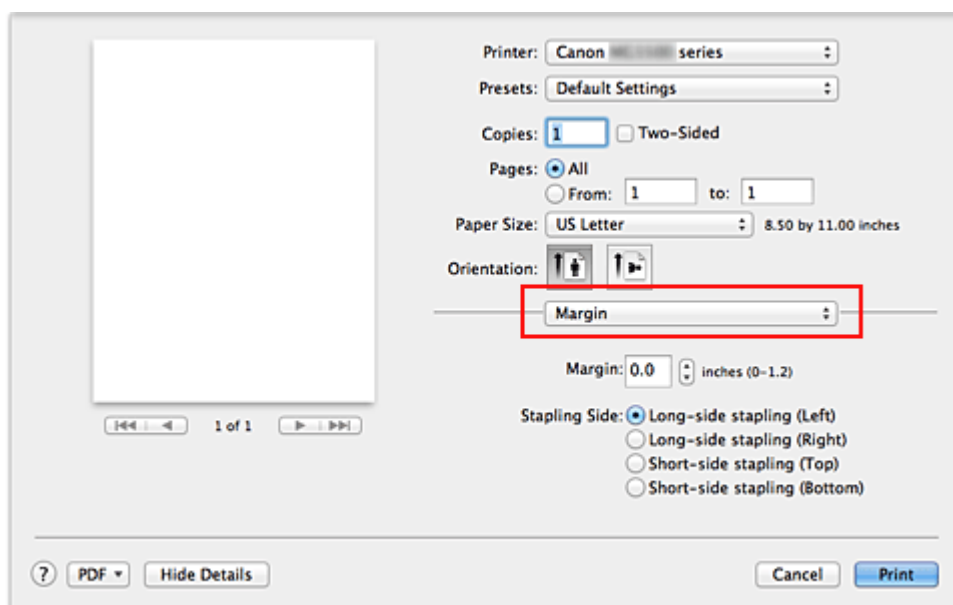 Printer: Canon series
Presets: Default Settings
Copies: 1 Two-Sided
Pages: All
From: 1 to: 1
Paper Size: US Letter 8.50 by 11.00 inches
Orientation:
Margin
Margin: 0.0 inches (0-1.2)
1 of 1
Stapling Side: Long-side stapling (Left)
Long-side stapling (Right)
Short-side stapling (Top)
Short-side stapling (Bottom)
? PDF Hide Details Cancel Print